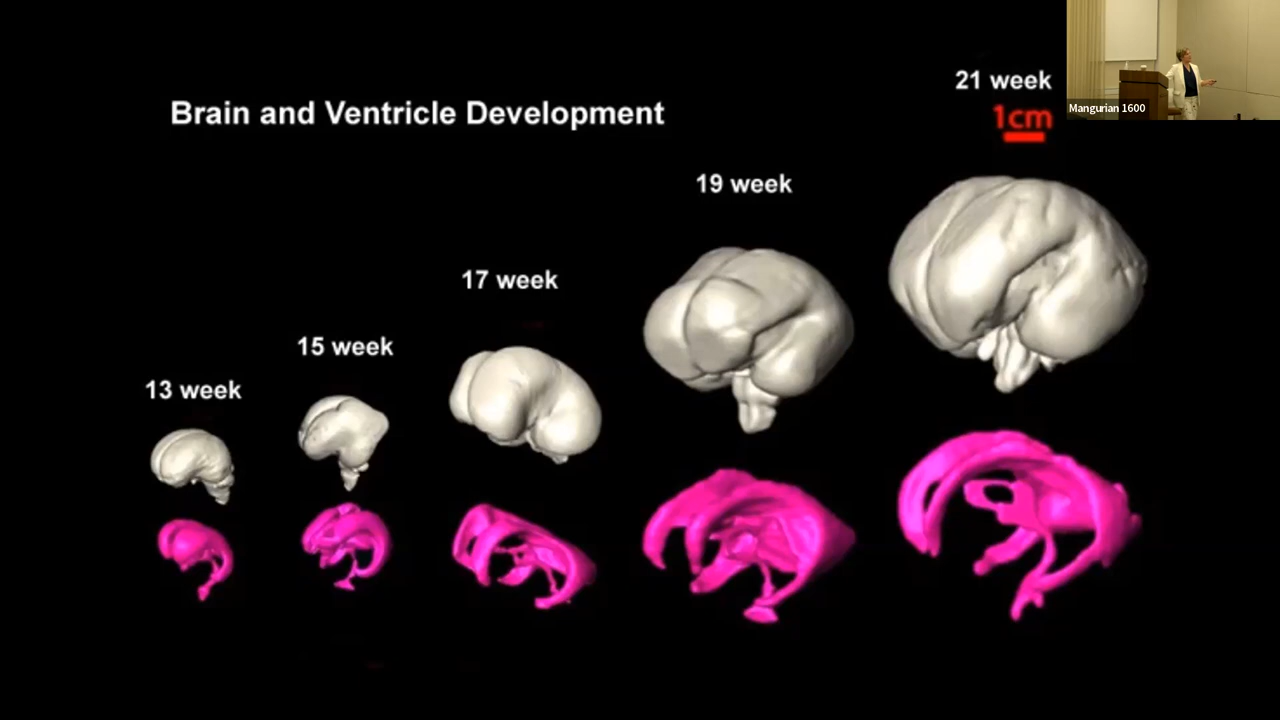 Brain and Ventricle Development
21 week
1cm
19 week
17 week
15 week
13 week
Mangurian 1600